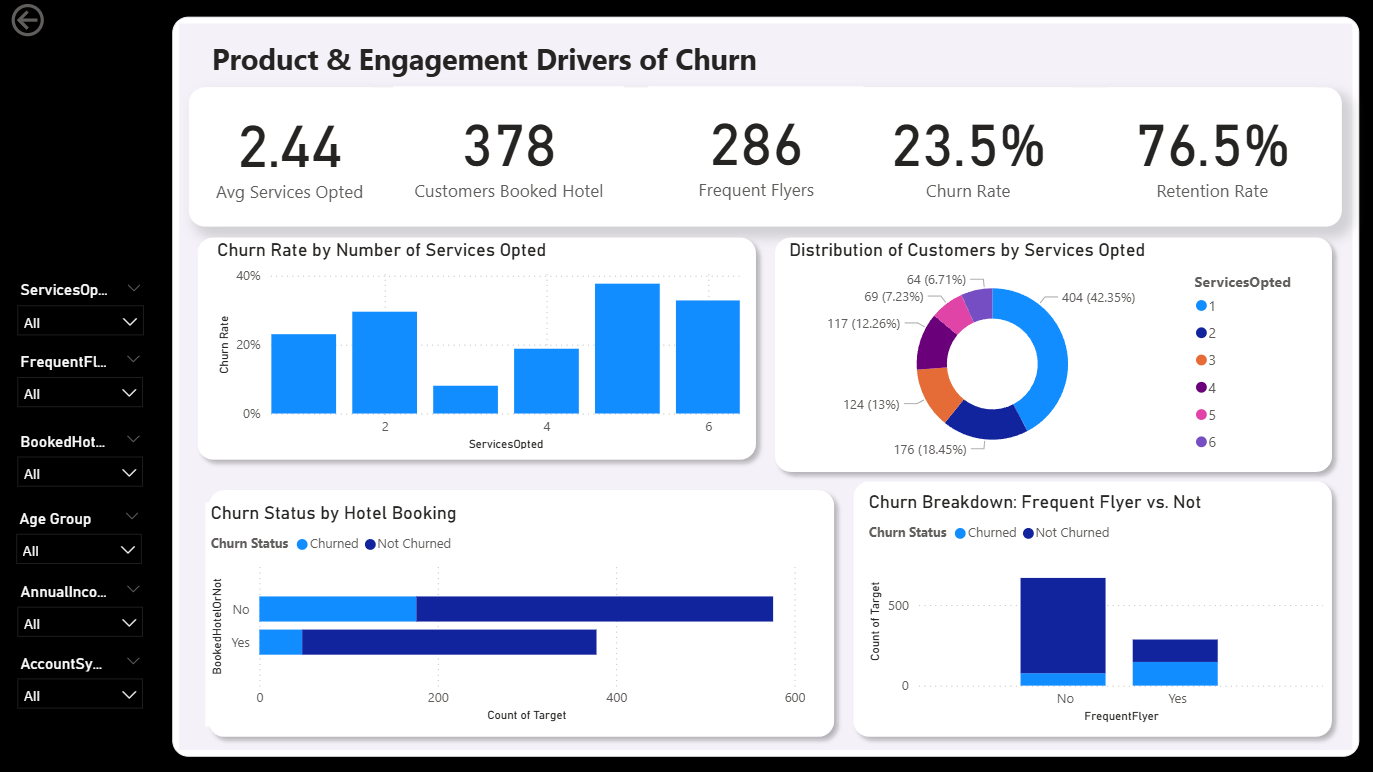 Product & Engagement Drivers of Churn
2.44
Avg Services Opted
378
Customers Booked Hotel
286
Frequent Flyers
23.5%
Churn Rate
76.5%
Retention Rate
ServicesOp...
All
FrequentFl...
All
BookedHot...
All
Age Group
All
AnnualInco...
All
AccountSy...
All
Churn Rate by Number of Services Opted
Churn Rate
40%
20%
0%
2 4 6
ServicesOpted
Distribution of Customers by Services Opted
64 (6.71%)
69 (7.23%)
117 (12.26%)
124 (13%)
176 (18.45%)
404 (42.35%)
ServicesOpted
1
2
3
4
5
6
Churn Status by Hotel Booking
Churn Status Churned Not Churned
BookedHotelOrNot
No
Yes
0 200 400 600
Count of Target
Churn Breakdown: Frequent Flyer vs. Not
Churn Status Churned Not Churned
Count of Target
500
0
No Yes
FrequentFlyer